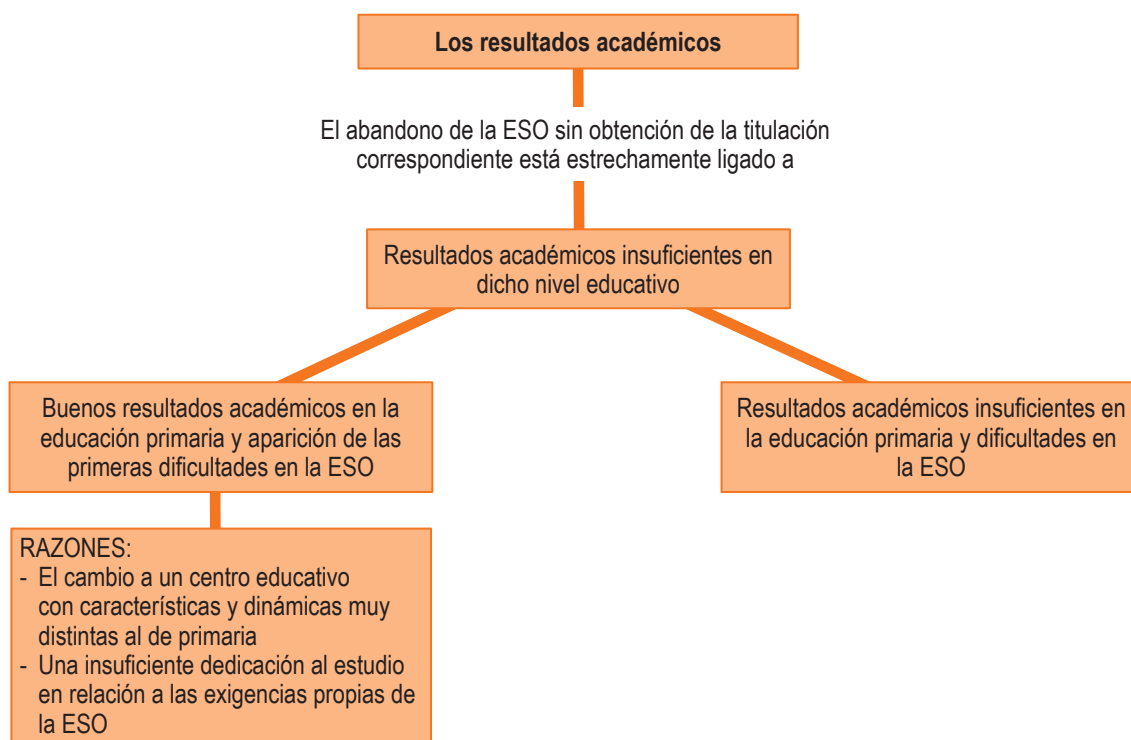 Los resultados académicos
El abandono de la ESO sin obtención de la titulación
correspondiente está estrechamente ligado a
Resultados académicos insuficientes en
dicho nivel educativo
Buenos resultados académicos en la
educación primaria y aparición de las
primeras dificultades en la ESO
Resultados académicos insuficientes en
la educación primaria y dificultades en
la ESO
RAZONES:
- El cambio a un centro educativo
con características y dinámicas muy
distintas al de primaria
- Una insuficiente dedicación al estudio
en relación a las exigencias propias de
la ESO